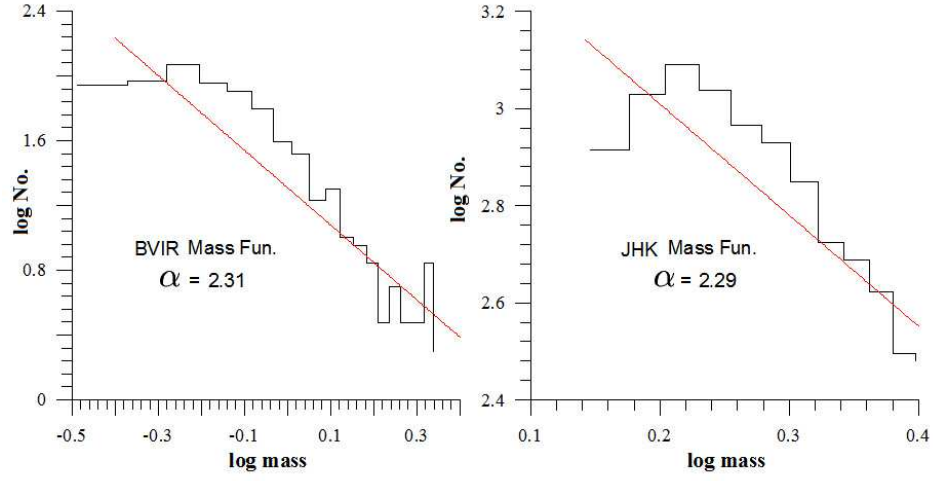 2.4
1.6
0.8
0
log No.
BVIR Mass Fun.
α = 2.31
-0.5
-0.3
-0.1
0.1
0.3
log mass
3.2
3
2.8
2.6
2.4
log No.
JHK Mass Fun.
α = 2.29
0.1
0.2
0.3
0.4
log mass